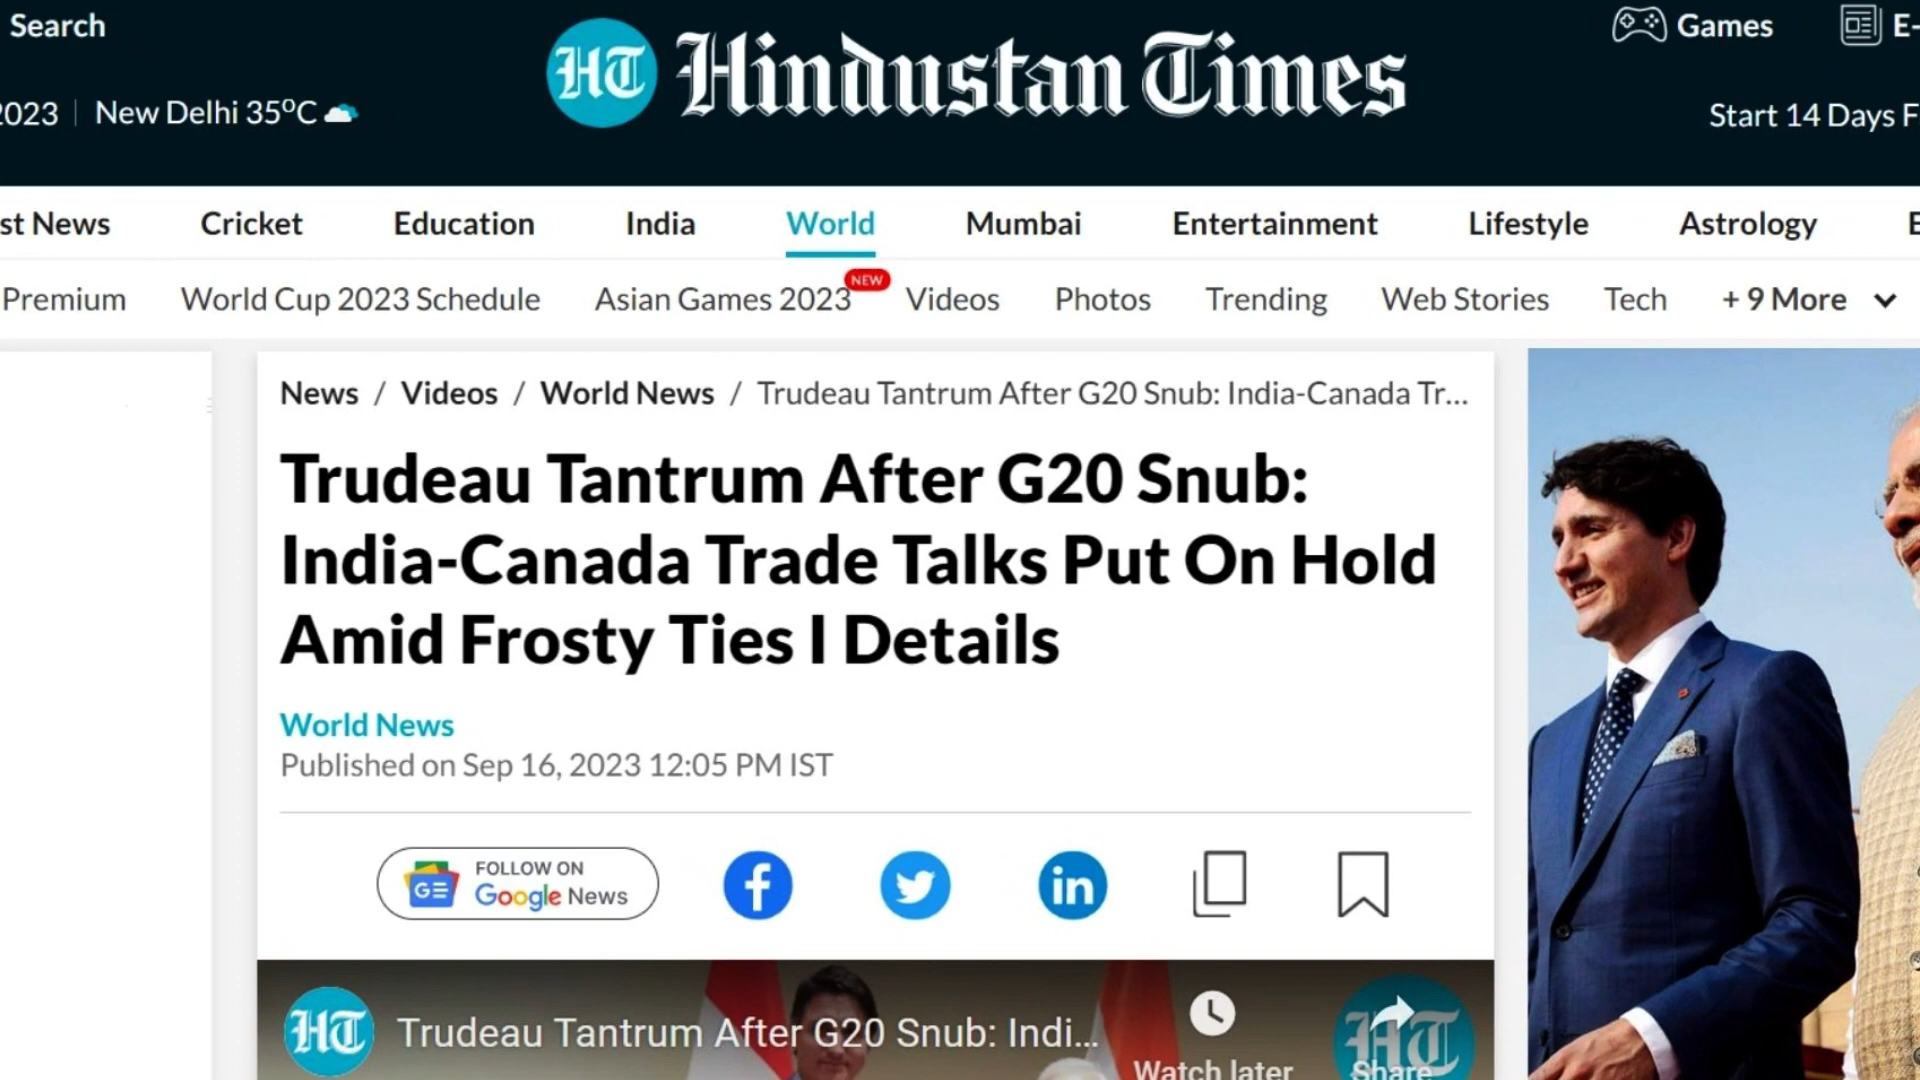 Search
HT Hindustan Times
Games
E-
2023 | New Delhi 35°C
Start 14 Days F
st News Cricket Education India World Mumbai Entertainment Lifestyle Astrology E
Premium World Cup 2023 Schedule Asian Games 2023 NEW Videos Photos Trending Web Stories Tech + 9 More
News / Videos / World News / Trudeau Tantrum After G20 Snub: India-Canada Tr...
Trudeau Tantrum After G20 Snub:
India-Canada Trade Talks Put On Hold
Amid Frosty Ties I Details
World News
Published on Sep 16, 2023 12:05 PM IST
FOLLOW ON
Google News
HT Trudeau Tantrum After G20 Snub: Indi...
HT
Watch later
Share